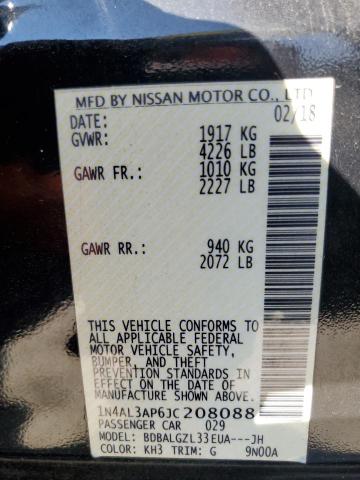 MFD BY NISSAN MOTOR CO., LTD
DATE: 02/18
GVWR: 1917 KG
4226 LB
GAWR FR.: 1010 KG
2227 LB
GAWR RR.: 940 KG
2072 LB
THIS VEHICLE CONFORMS TO
ALL APPLICABLE FEDERAL
MOTOR VEHICLE SAFETY,
BUMPER, AND THEFT
PREVENTION STANDARDS
IN EFFECT ON THE DATE OF
MANUFACTURE SHOWN ABOVE.
1N4AL3AP6JC208088
PASSENGER CAR 029
MODEL: BDBALGZL33EUA---JH
COLOR: KH3 TRIM: G 9N00A